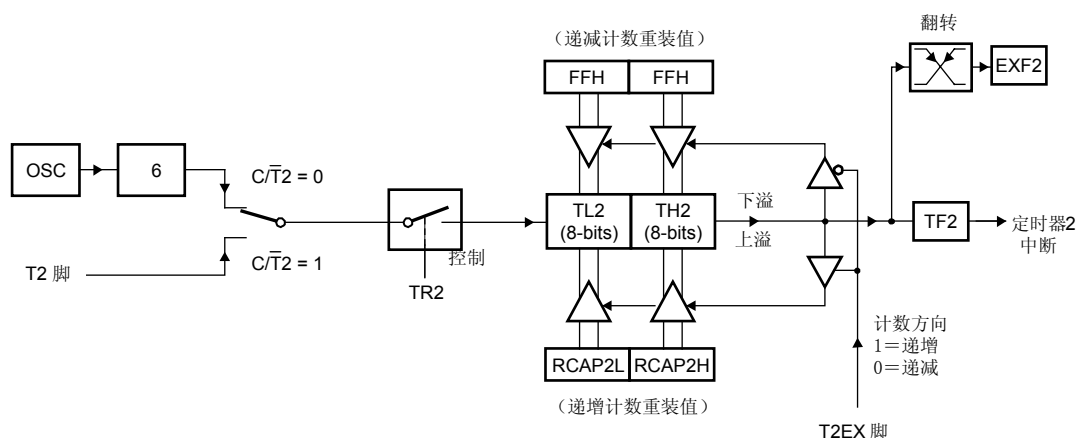 翻转
（递减计数重装值）
FFH
FFH
EXF2
OSC
6
C/T̅2 = 0
TL2
(8-bits)
TH2
(8-bits)
下溢
上溢
TF2
定时器2
中断
控制
C/T̅2 = 1
T2 脚
TR2
计数方向
1＝递增
0＝递减
RCAP2L
RCAP2H
（递增计数重装值）
T2EX 脚